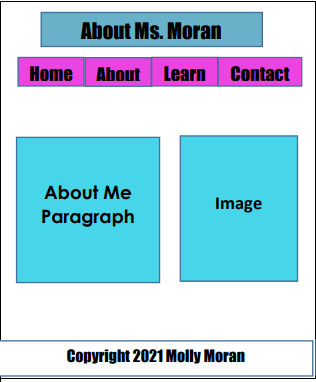 About Ms. Moran
Home About Learn Contact
About Me
Paragraph
Image
Copyright 2021 Molly Moran